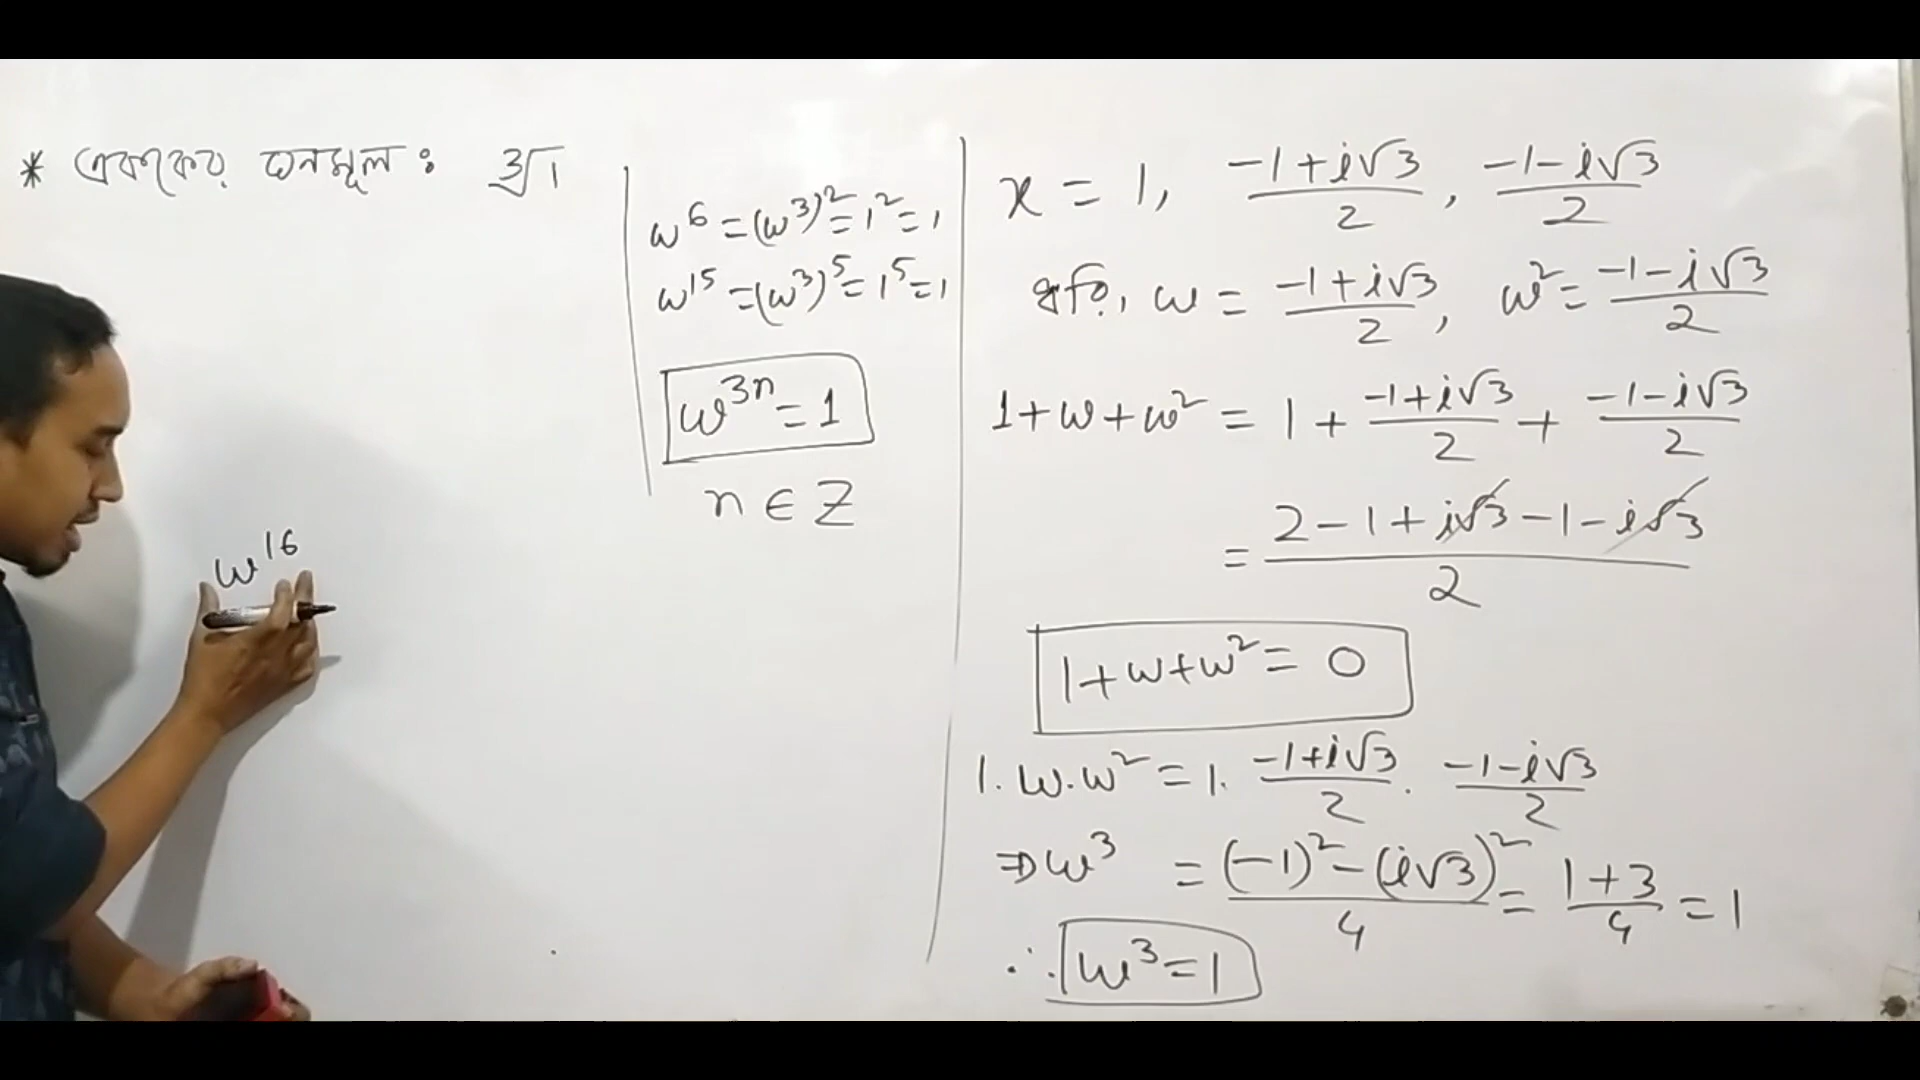 * এককের ঘনমূল : ∛1
ω^16
ω^6 = (ω^3)^2 = 1^2 = 1
ω^15 = (ω^3)^5 = 1^5 = 1
ω^3n = 1
n ∈ Z
x = 1, (-1+i√3)/2, (-1-i√3)/2
ধরি, ω = (-1+i√3)/2, ω^2 = (-1-i√3)/2
1+ω+ω^2 = 1 + (-1+i√3)/2 + (-1-i√3)/2
= (2-1+i√3-1-i√3)/2
1+ω+ω^2 = 0
1.ω.ω^2 = 1. (-1+i√3)/2 . (-1-i√3)/2
⇒ω^3 = ((-1)^2-(i√3)^2)/4 = (1+3)/4 = 1
∴ ω^3 = 1